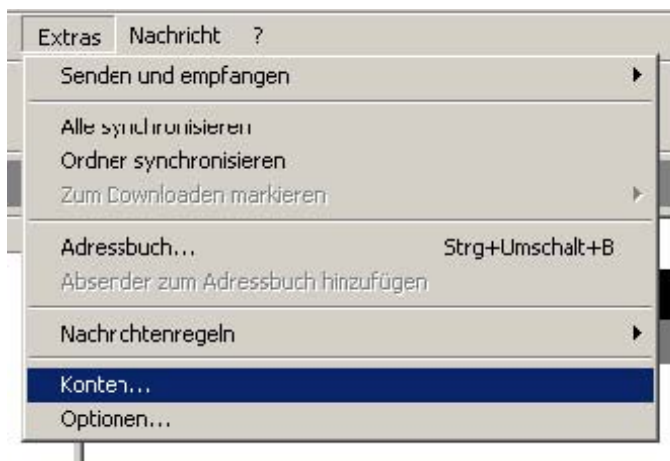 Extras Nachricht ?
Senden und empfangen
Alle synchronisieren
Ordner synchronisieren
Zum Downloaden markieren
Adressbuch... Strg+Umschalt+B
Absender zum Adressbuch hinzufügen
Nachrichtenregeln
Konten...
Optionen...